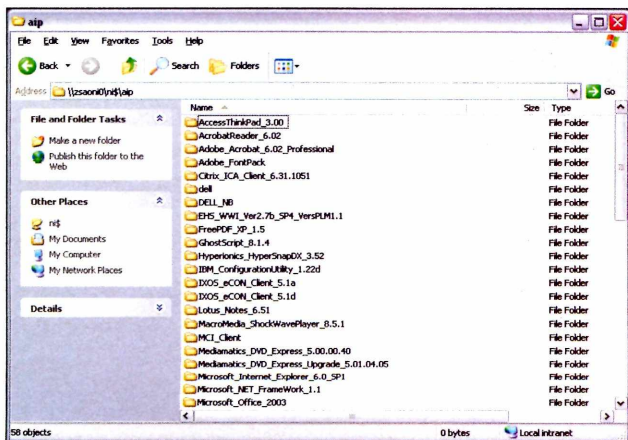 aip
File Edit View Favorites Tools Help
Back Search Folders
Address \\zsaoni0\ni$\aip Go
File and Folder Tasks
Make a new folder
Publish this folder to the
Web
Other Places
ni$
My Documents
My Computer
My Network Places
Details
Name Size Type
AccessThinkPad_3.00 File Folder
AcrobatReader_6.02 File Folder
Adobe_Acrobat_6.02_Professional File Folder
Adobe_FontPack File Folder
Citrix_ICA_Client_6.31.1051 File Folder
dell File Folder
DELL_NB File Folder
EHS_WWI_Ver2.7b_SP4_VersPLM1.1 File Folder
FreePDF_XP_1.5 File Folder
GhostScript_8.1.4 File Folder
Hyperionics_HyperSnapDX_3.52 File Folder
IBM_ConfigurationUtility_1.22d File Folder
IXOS_eCON_Client_5.1a File Folder
IXOS_eCON_Client_5.1d File Folder
Lotus_Notes_6.51 File Folder
MacroMedia_ShockWavePlayer_8.5.1 File Folder
MCI_Client File Folder
Mediamatics_DVD_Express_5.00.00.40 File Folder
Mediamatics_DVD_Express_Upgrade_5.01.04.05 File Folder
Microsoft_Internet_Explorer_6.0_SP1 File Folder
Microsoft_NET_FrameWork_1.1 File Folder
Microsoft_Office_2003 File Folder
58 objects 0 bytes Local intranet